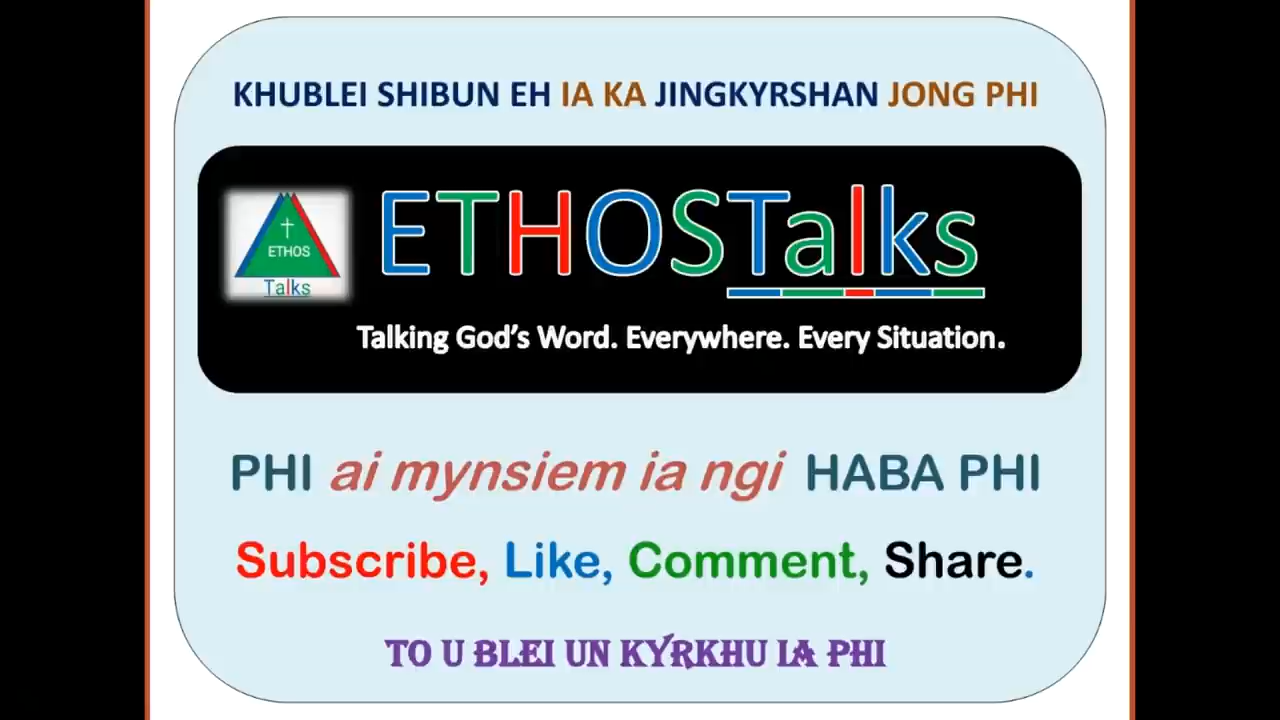 KHUBLEI SHIBUN EH IA KA JINGKYRSHAN JONG PHI
ETHOS
Talks
ETHOSTalks
Talking God's Word. Everywhere. Every Situation.
PHI ai mynsiem ia ngi HABA PHI
Subscribe, Like, Comment, Share.
TO U BLEI UN KYRKHU IA PHI